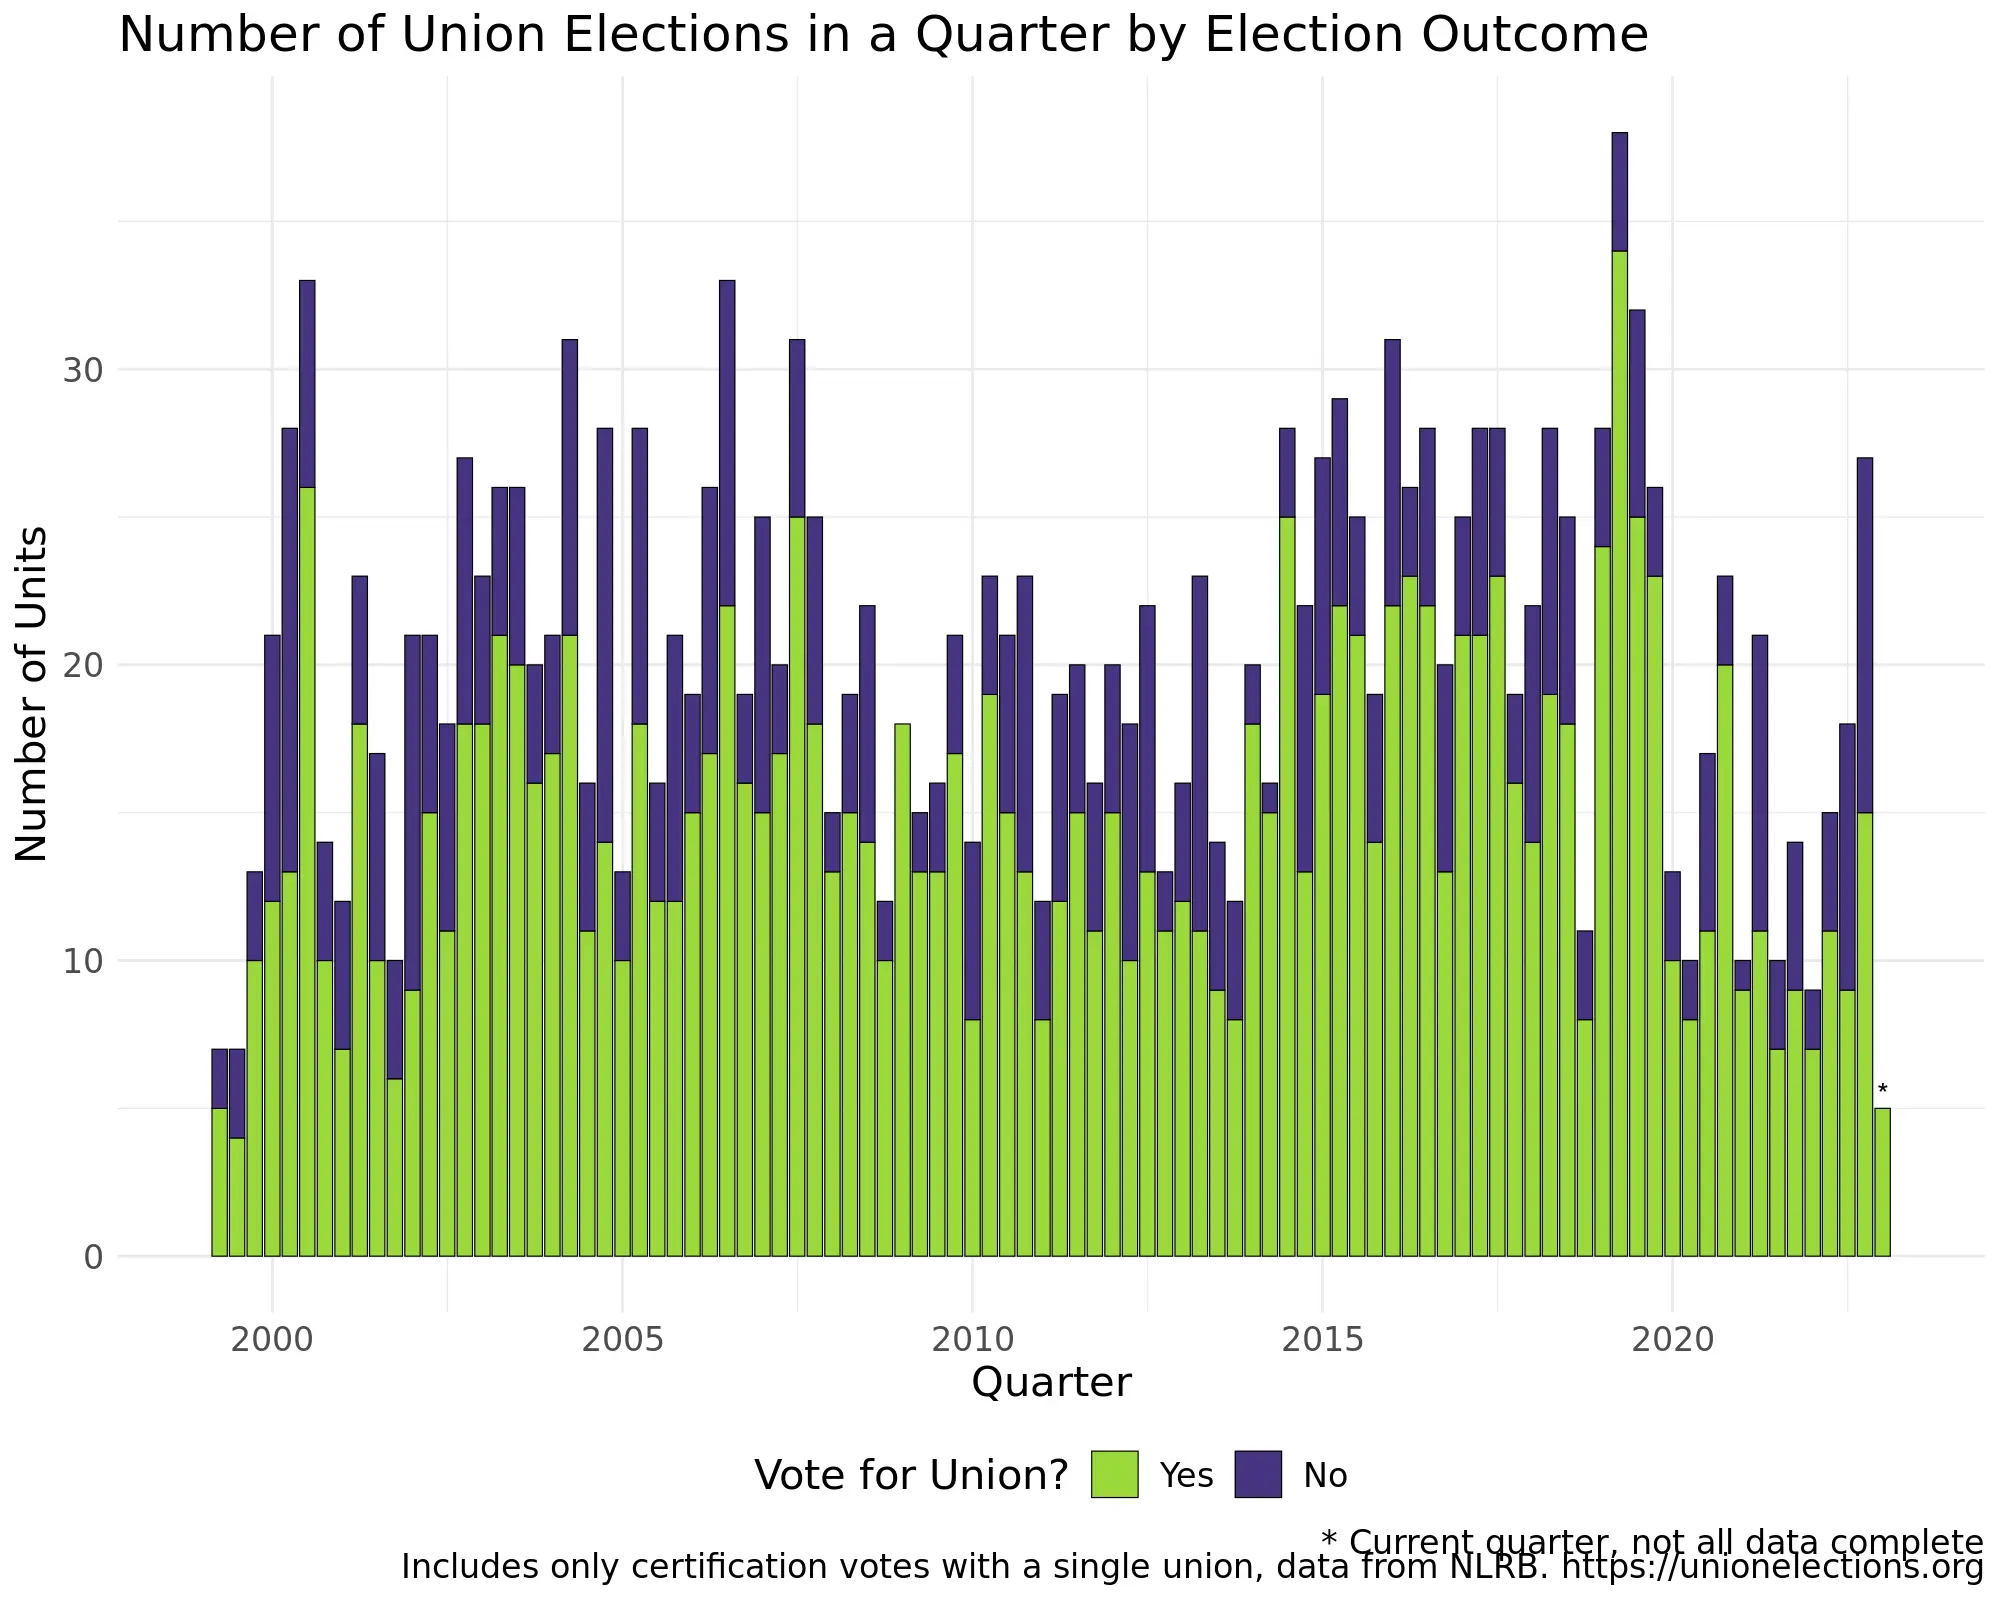 Number of Union Elections in a Quarter by Election Outcome
Number of Units
30
20
10
0
*
2000 2005 2010 2015 2020
Quarter
Vote for Union? Yes No
* Current quarter, not all data complete
Includes only certification votes with a single union, data from NLRB. https://unionelections.org